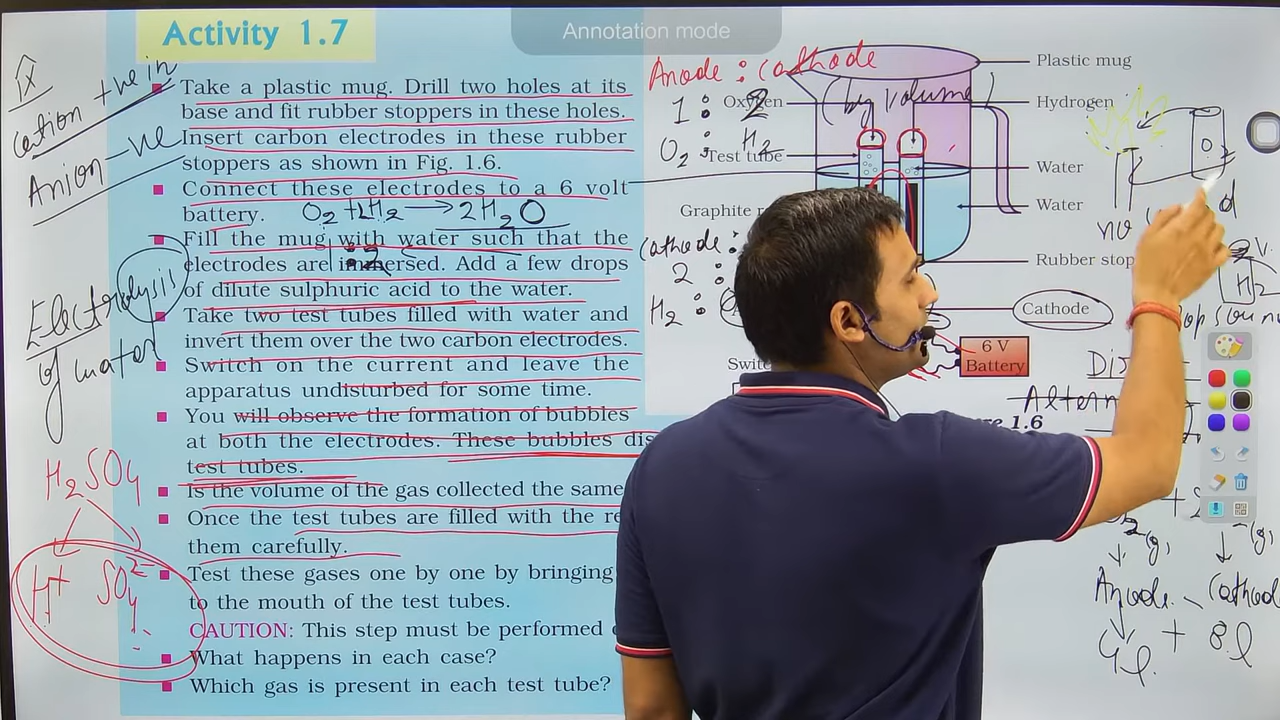 Annotation mode
Activity 1.7
Take a plastic mug. Drill two holes at its
base and fit rubber stoppers in these holes.
Insert carbon electrodes in these rubber
stoppers as shown in Fig. 1.6.
Connect these electrodes to a 6 volt
battery. O2 + 2H2 → 2H2O
Fill the mug with water such that the
electrodes are immersed. Add a few drops
of dilute sulphuric acid to the water.
Take two test tubes filled with water and
invert them over the two carbon electrodes.
Switch on the current and leave the
apparatus undisturbed for some time.
You will observe the formation of bubbles
at both the electrodes. These bubbles dis
test tubes.
Is the volume of the gas collected the same
Once the test tubes are filled with the re
them carefully.
Test these gases one by one by bringing
to the mouth of the test tubes.
CAUTION: This step must be performed
What happens in each case?
Which gas is present in each test tube?
cation +ve
Anion -ve
Electrolysis
of water
H2SO4
H+ SO4 2-
Anode : cathode
1 : 2 (by volume)
O2 : H2
cathode :
2 :
H2 :
Plastic mug
Oxygen
Hydrogen
Test tube
Water
Water
Graphite
Rubber stop
Cathode
6 V
Battery
Switc
1.6
Anode
Cathode
4l + 8l